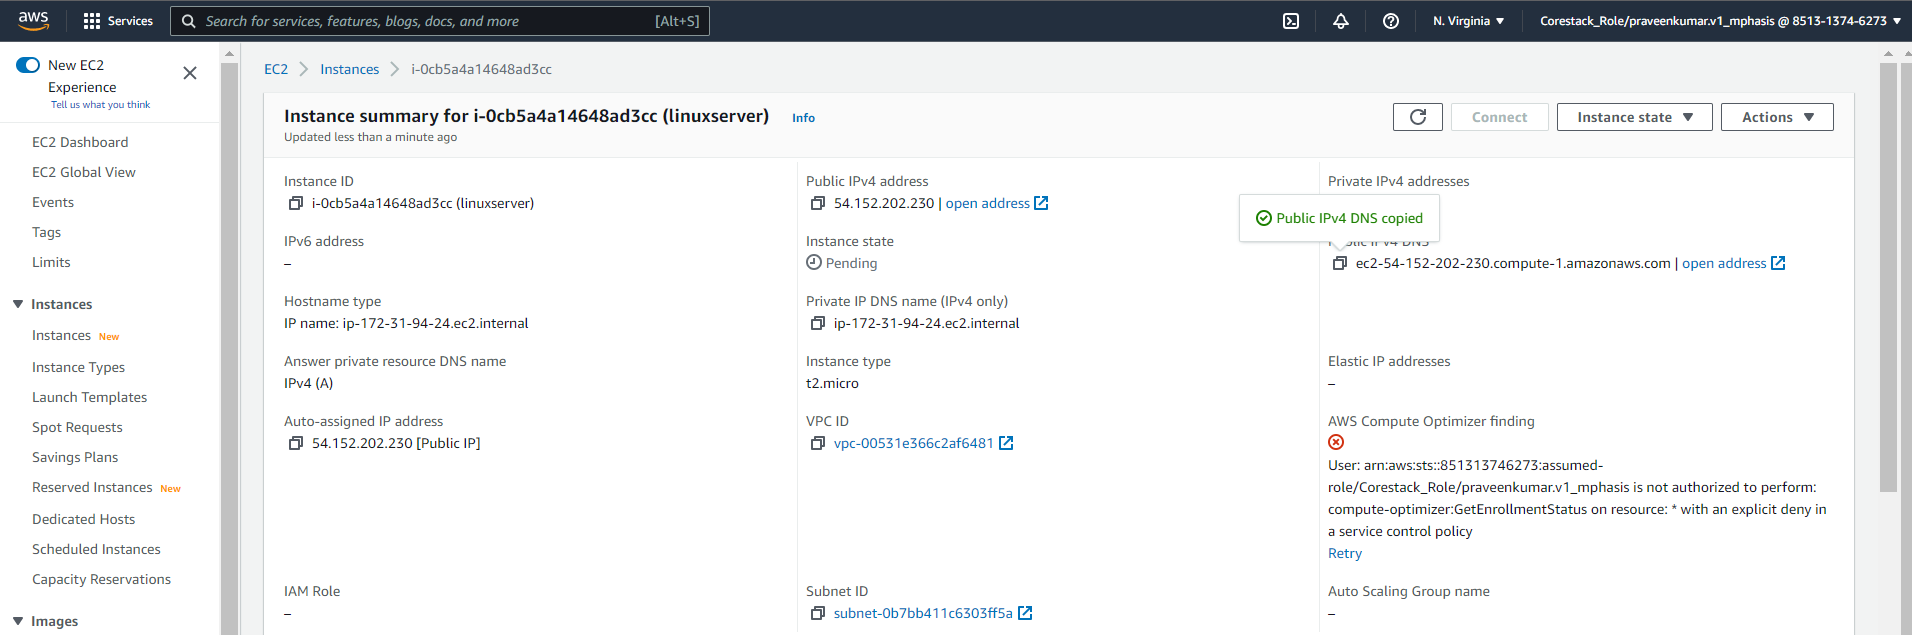 aws
Services
Search for services, features, blogs, docs, and more
[Alt+S]
N. Virginia
Corestack_Role/praveenkumar.v1_mphasis @ 8513-1374-6273
New EC2
Experience
Tell us what you think
EC2 Dashboard
EC2 Global View
Events
Tags
Limits
Instances
Instances New
Instance Types
Launch Templates
Spot Requests
Savings Plans
Reserved Instances New
Dedicated Hosts
Scheduled Instances
Capacity Reservations
Images
EC2 > Instances > i-0cb5a4a14648ad3cc
Instance summary for i-0cb5a4a14648ad3cc (linuxserver) Info
Updated less than a minute ago
Connect
Instance state
Actions
Instance ID
i-0cb5a4a14648ad3cc (linuxserver)
Public IPv4 address
54.152.202.230 | open address
Private IPv4 addresses
Public IPv4 DNS copied
IPv6 address
–
Instance state
Pending
Public IPv4 DNS
ec2-54-152-202-230.compute-1.amazonaws.com | open address
Hostname type
IP name: ip-172-31-94-24.ec2.internal
Private IP DNS name (IPv4 only)
ip-172-31-94-24.ec2.internal
Answer private resource DNS name
IPv4 (A)
Instance type
t2.micro
Elastic IP addresses
–
Auto-assigned IP address
54.152.202.230 [Public IP]
VPC ID
vpc-00531e366c2af6481
AWS Compute Optimizer finding
User: arn:aws:sts::851313746273:assumed-
role/Corestack_Role/praveenkumar.v1_mphasis is not authorized to perform:
compute-optimizer:GetEnrollmentStatus on resource: * with an explicit deny in
a service control policy
Retry
IAM Role
–
Subnet ID
subnet-0b7bb411c6303ff5a
Auto Scaling Group name
–